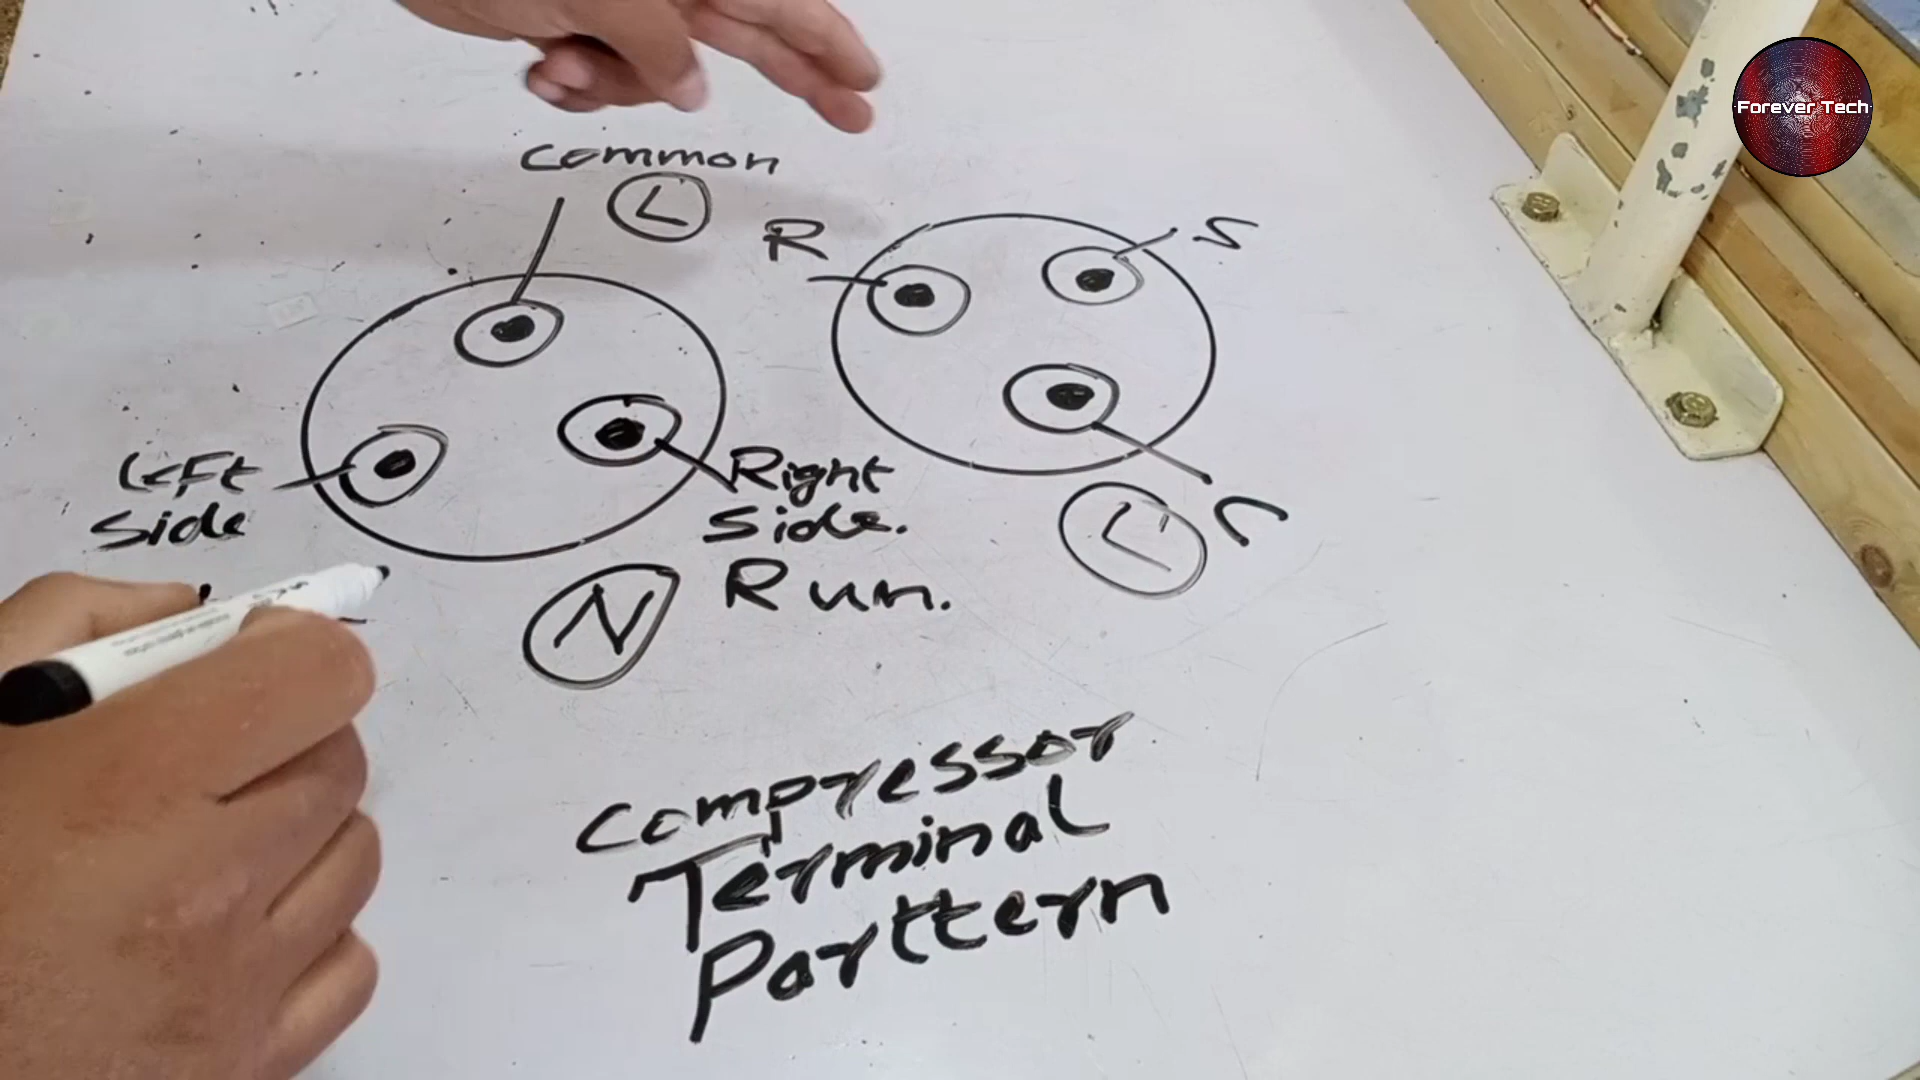 Forever Tech
Common
L
R
S
Left
Side
Right
Side.
Run.
N
L
C
Compressor
Terminal
Parttern